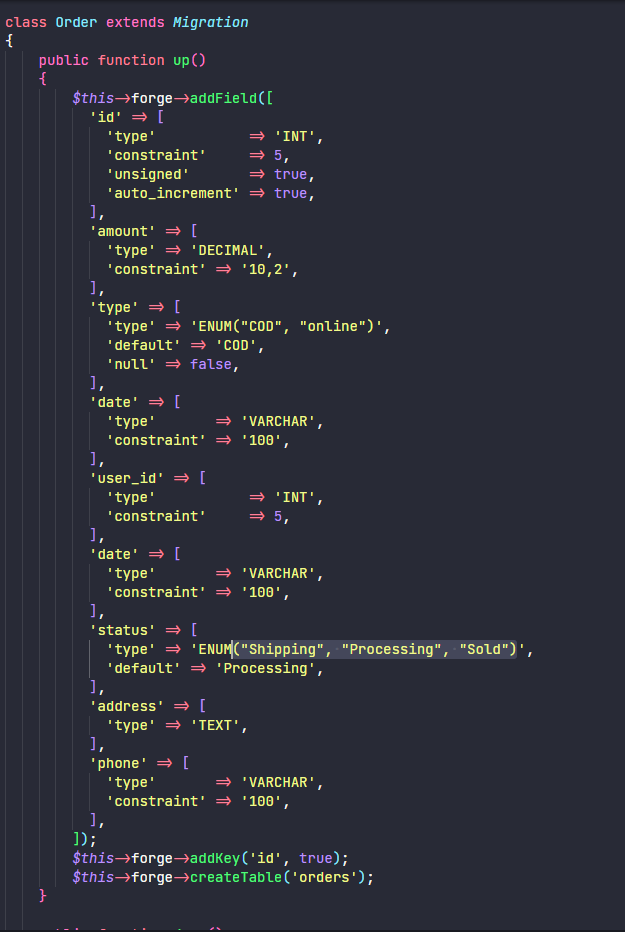 class Order extends Migration
{
    public function up()
    {
        $this->forge->addField([
          'id' => [
            'type'           => 'INT',
            'constraint'     => 5,
            'unsigned'       => true,
            'auto_increment' => true,
          ],
          'amount' => [
            'type' => 'DECIMAL',
            'constraint' => '10,2',
          ],
          'type' => [
            'type' => 'ENUM("COD", "online")',
            'default' => 'COD',
            'null' => false,
          ],
          'date' => [
            'type'       => 'VARCHAR',
            'constraint' => '100',
          ],
          'user_id' => [
            'type'           => 'INT',
            'constraint'     => 5,
          ],
          'date' => [
            'type'       => 'VARCHAR',
            'constraint' => '100',
          ],
          'status' => [
            'type' => 'ENUM("Shipping", "Processing", "Sold")',
            'default' => 'Processing',
          ],
          'address' => [
            'type' => 'TEXT',
          ],
          'phone' => [
            'type'       => 'VARCHAR',
            'constraint' => '100',
          ],
        ]);
        $this->forge->addKey('id', true);
        $this->forge->createTable('orders');
    }